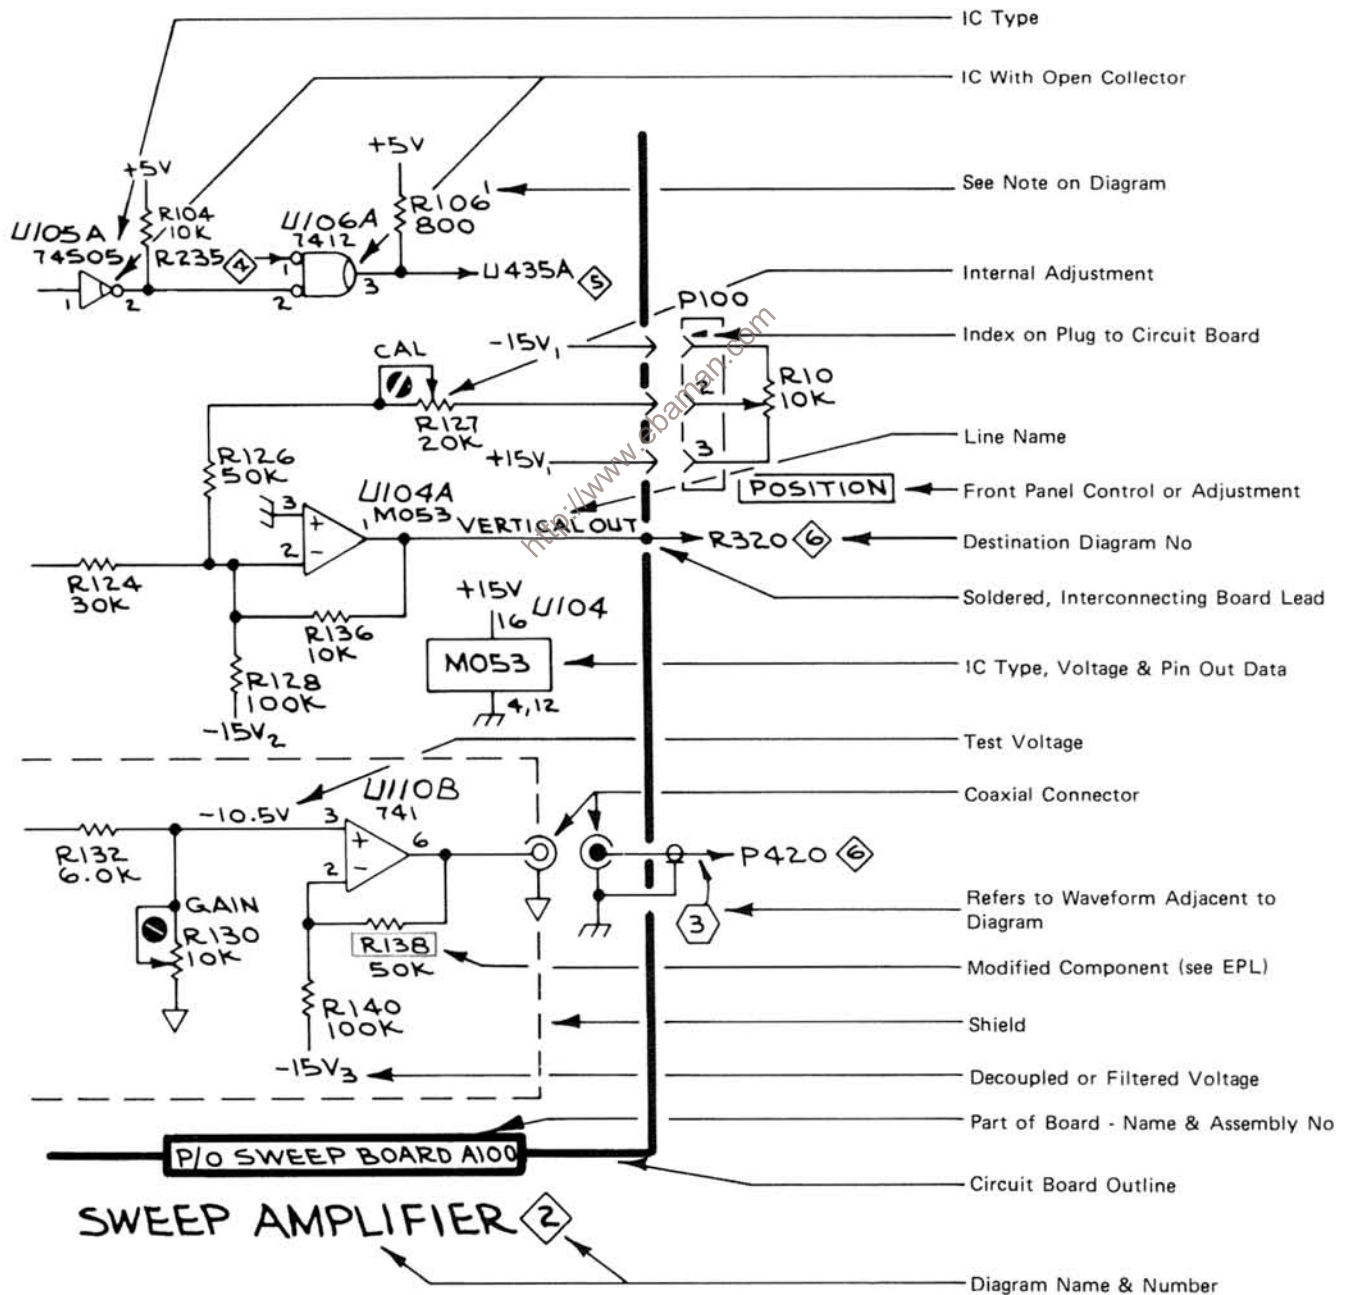 IC Type
IC With Open Collector
+5V
+5V
See Note on Diagram
R104
10K
R106¹
800
U105A
74S05
U106A
7412
R235
4
1
2
1
2
3
U435A
5
Internal Adjustment
P100
Index on Plug to Circuit Board
-15V₁
CAL
2
R10
10K
R127
20K
Line Name
+15V₁
3
R126
50K
POSITION
Front Panel Control or Adjustment
U104A
M053
3
+
1
VERTICAL OUT
R320
6
Destination Diagram No
2
-
R124
30K
+15V
16
U104
Soldered, Interconnecting Board Lead
R136
10K
M053
IC Type, Voltage & Pin Out Data
R128
100K
4,12
-15V₂
Test Voltage
U110B
741
Coaxial Connector
-10.5V
3
+
6
2
-
R132
6.0K
P420
6
GAIN
R130
10K
3
Refers to Waveform Adjacent to
Diagram
R138
50K
Modified Component (see EPL)
R140
100K
Shield
-15V₃
Decoupled or Filtered Voltage
Part of Board - Name & Assembly No
P/O SWEEP BOARD A100
Circuit Board Outline
SWEEP AMPLIFIER
2
Diagram Name & Number
http://www.ebaman.com